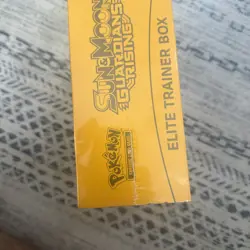 SUN & MOON
GUARDIANS
RISING
ELITE TRAINER BOX
POKÉMON